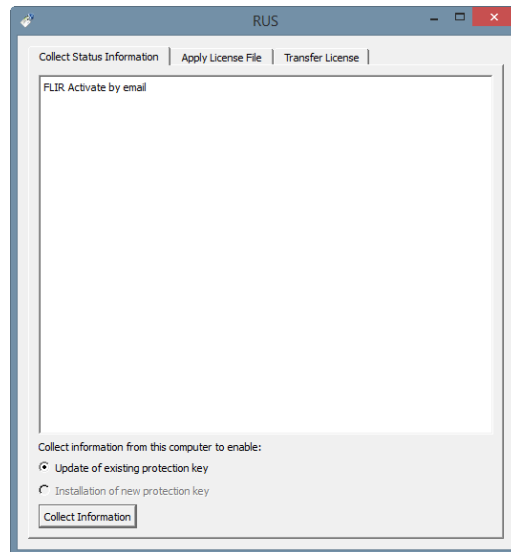 RUS
Collect Status Information
Apply License File
Transfer License
FLIR Activate by email
Collect information from this computer to enable:
Update of existing protection key
Installation of new protection key
Collect Information